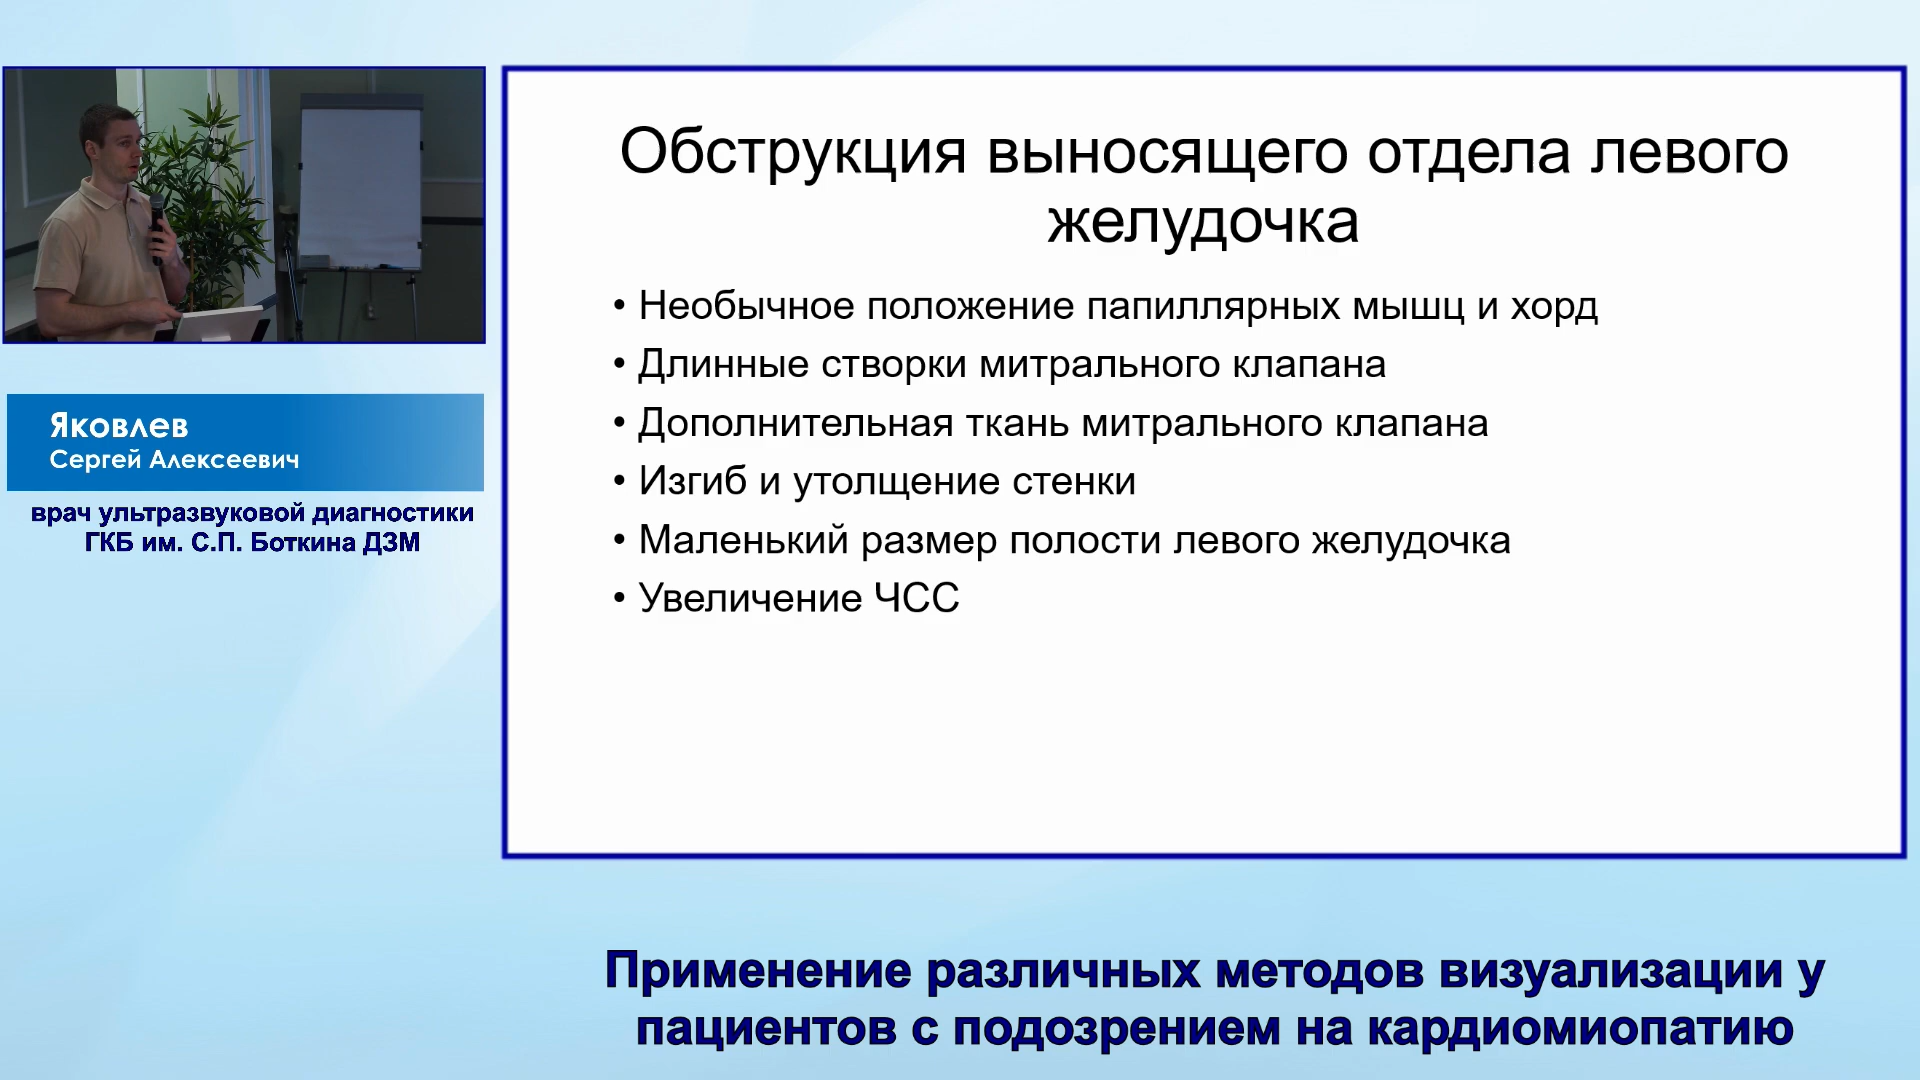 Обструкция выносящего отдела левого
желудочка
• Необычное положение папиллярных мышц и хорд
• Длинные створки митрального клапана
• Дополнительная ткань митрального клапана
• Изгиб и утолщение стенки
• Маленький размер полости левого желудочка
• Увеличение ЧСС
Яковлев
Сергей Алексеевич
врач ультразвуковой диагностики
ГКБ им. С.П. Боткина ДЗМ
Применение различных методов визуализации у
пациентов с подозрением на кардиомиопатию